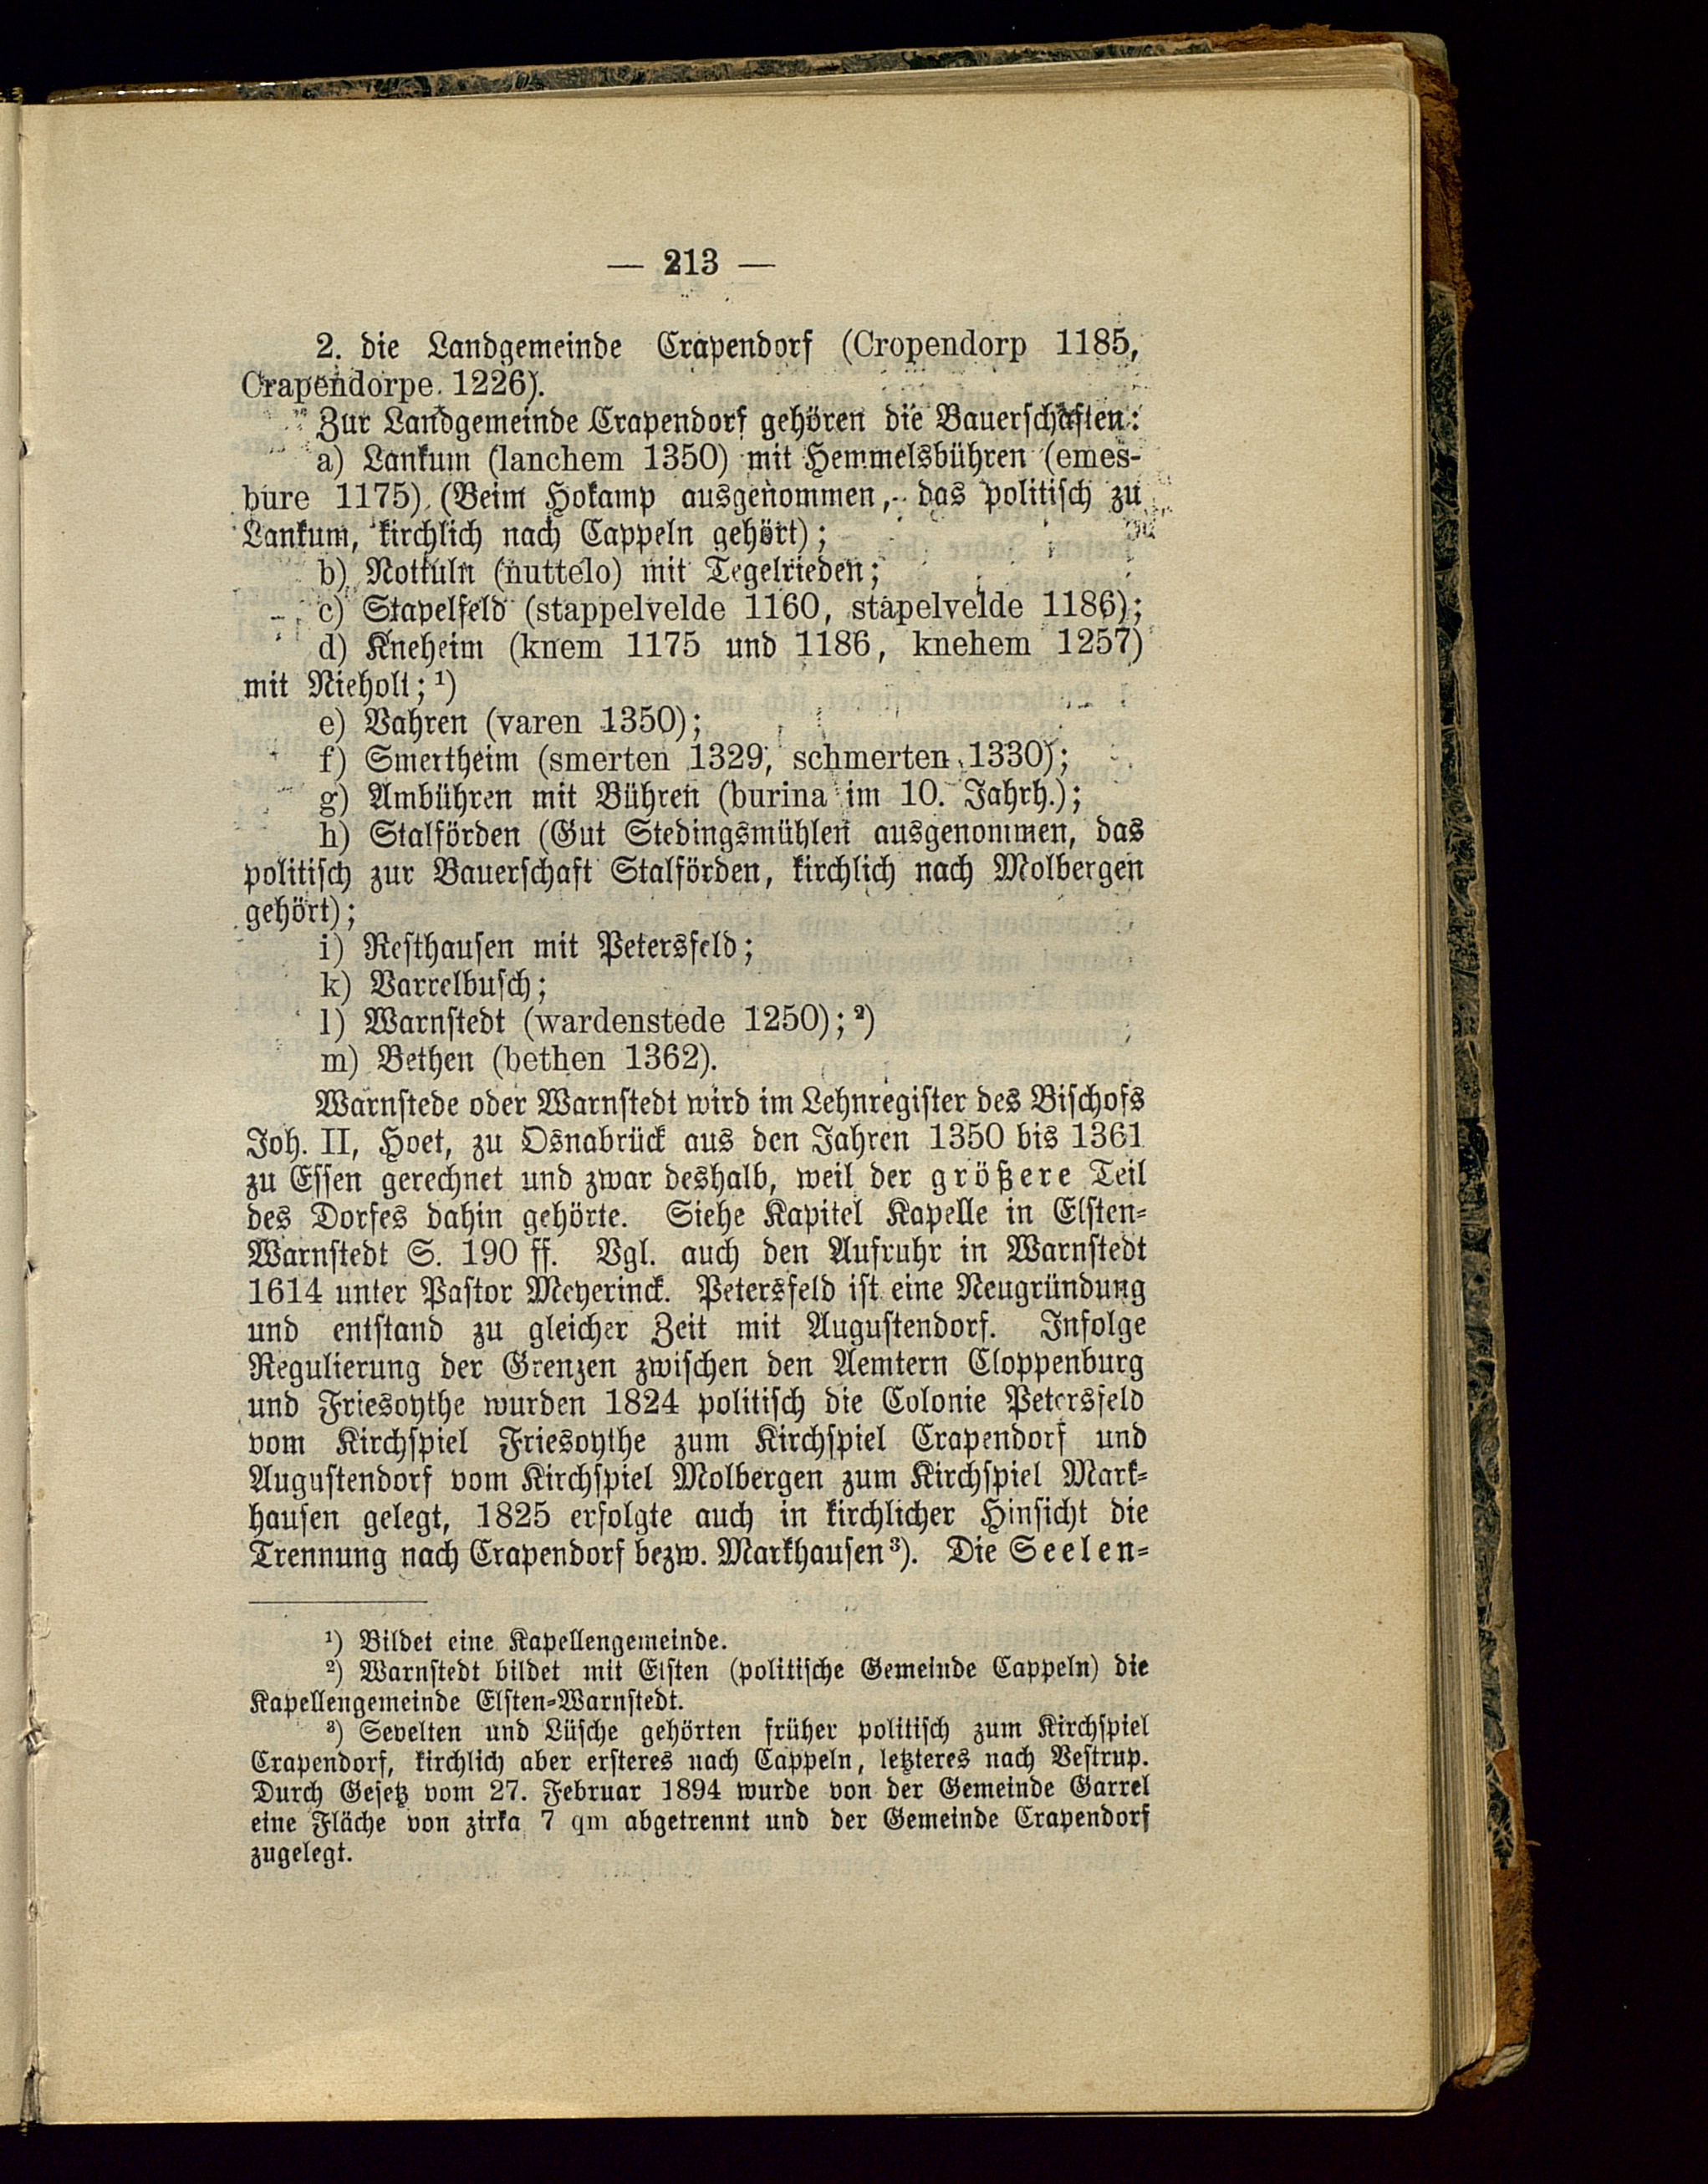 — 213 —
2. die Landgemeinde Crapendorf (Cropendorp 1185,
Crapendorpe 1226).
Zur Landgemeinde Crapendorf gehören die Bauerschaften:
a) Lankum (lanchem 1350) mit Hemmelsbühren (emes-
bure 1175) (Beim Hokamp ausgenommen, das politisch zu
Lankum, kirchlich nach Cappeln gehört);
b) Nottuln (nuttelo) mit Tegelrieden;
c) Stapelfeld (stappelvelde 1160, stapelvelde 1186);
d) Kneheim (knem 1175 und 1186, knehem 1257)
mit Nieholt; ¹)
e) Vahren (varen 1350);
f) Smertheim (smerten 1329, schmerten 1330);
g) Ambühren mit Bühren (burina im 10. Jahrh.);
h) Stalförden (Gut Stedingsmühlen ausgenommen, das
politisch zur Bauerschaft Stalförden, kirchlich nach Molbergen
gehört);
i) Resthausen mit Petersfeld;
k) Varrelbusch;
l) Warnstedt (wardenstede 1250); ²)
m) Bethen (bethen 1362).
Warnstede oder Warnstedt wird im Lehnregister des Bischofs
Joh. II, Hoet, zu Osnabrück aus den Jahren 1350 bis 1361
zu Essen gerechnet und zwar deshalb, weil der größere Teil
des Dorfes dahin gehörte. Siehe Kapitel Kapelle in Elsten-
Warnstedt S. 190 ff. Vgl. auch den Aufruhr in Warnstedt
1614 unter Pastor Meyerinck. Petersfeld ist eine Neugründung
und entstand zu gleicher Zeit mit Augustendorf. Infolge
Regulierung der Grenzen zwischen den Aemtern Cloppenburg
und Friesoythe wurden 1824 politisch die Colonie Petersfeld
vom Kirchspiel Friesoythe zum Kirchspiel Crapendorf und
Augustendorf vom Kirchspiel Molbergen zum Kirchspiel Mark-
hausen gelegt, 1825 erfolgte auch in kirchlicher Hinsicht die
Trennung nach Crapendorf bezw. Markhausen ³). Die Seelen-
¹) Bildet eine Kapellengemeinde.
²) Warnstedt bildet mit Elsten (politische Gemeinde Cappeln) die
Kapellengemeinde Elsten-Warnstedt.
³) Sevelten und Lüsche gehörten früher politisch zum Kirchspiel
Crapendorf, kirchlich aber ersteres nach Cappeln, letzteres nach Vestrup.
Durch Gesetz vom 27. Februar 1894 wurde von der Gemeinde Garrel
eine Fläche von zirka 7 qm abgetrennt und der Gemeinde Crapendorf
zugelegt.